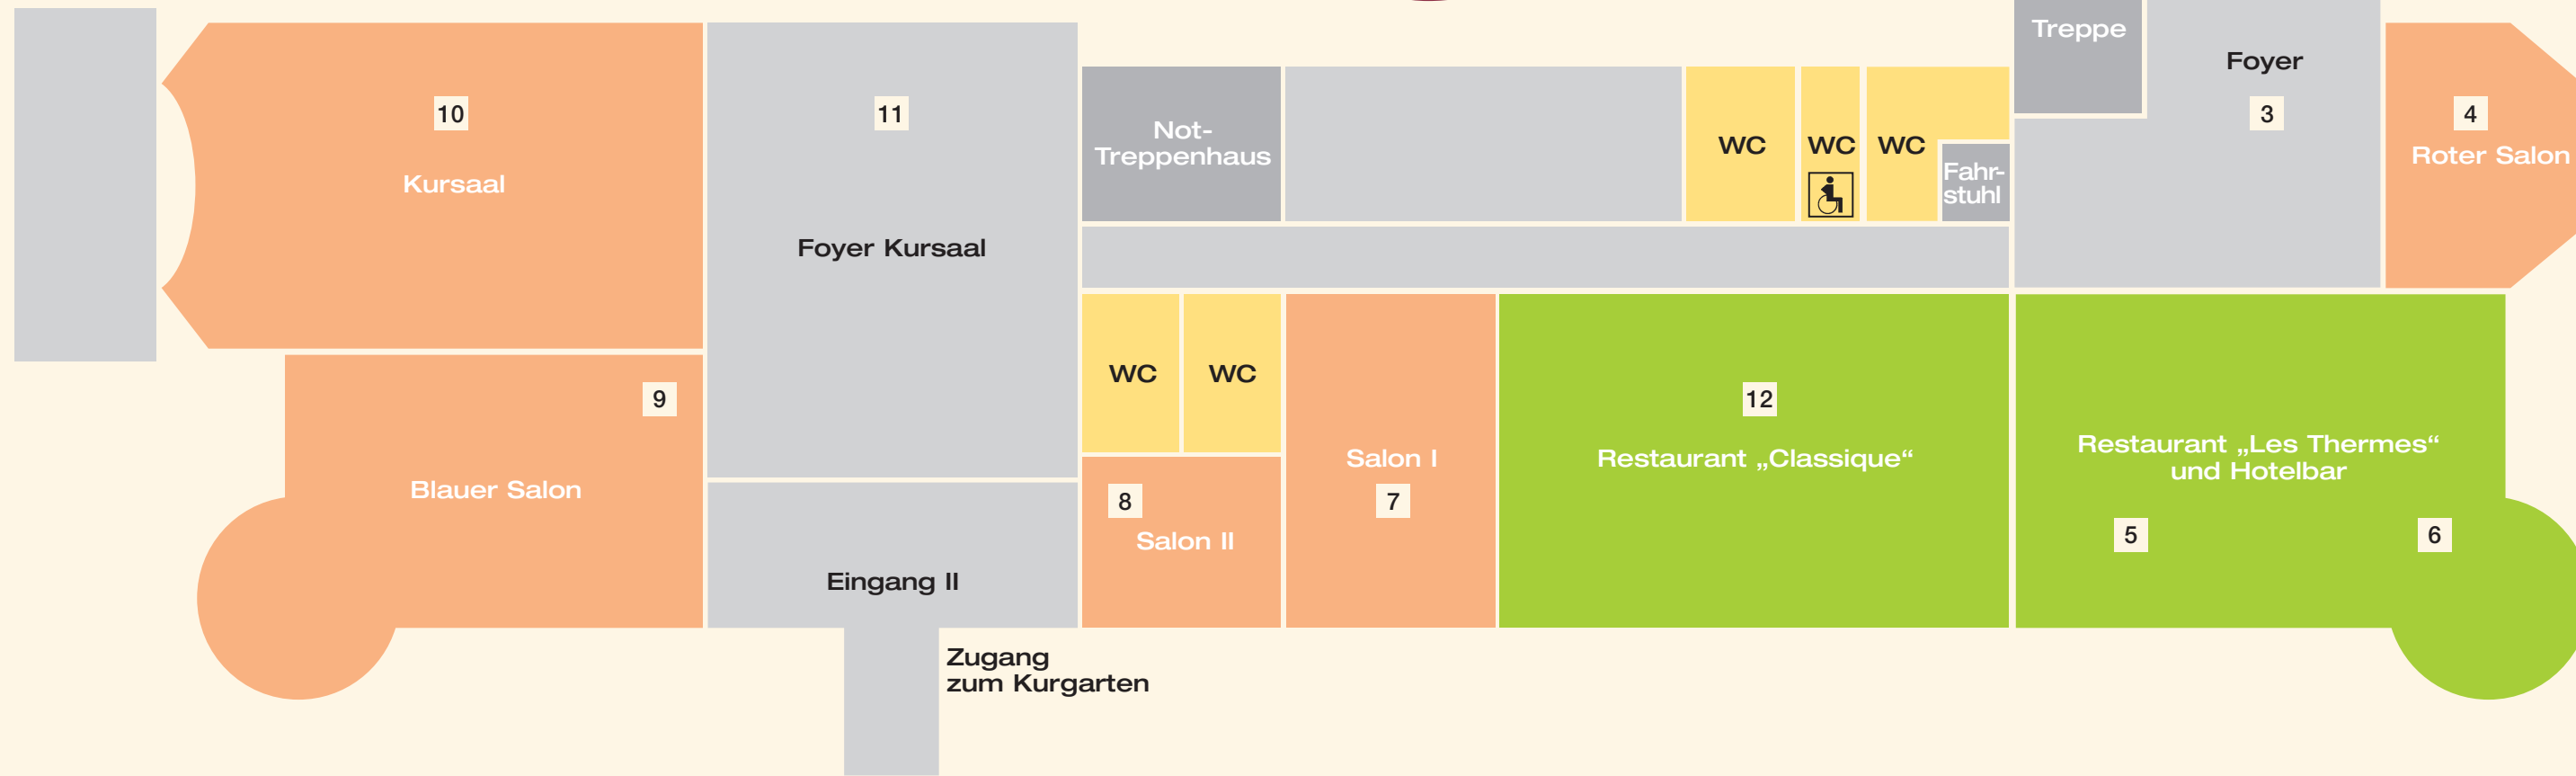 10
Kursaal
11
Foyer Kursaal
Not-
Treppenhaus
WC
WC
WC
Fahr-
stuhl
Treppe
Foyer
3
4
Roter Salon
9
Blauer Salon
Eingang II
Zugang
zum Kurgarten
WC
WC
8
Salon II
Salon I
7
12
Restaurant „Classique“
Restaurant „Les Thermes“
und Hotelbar
5
6